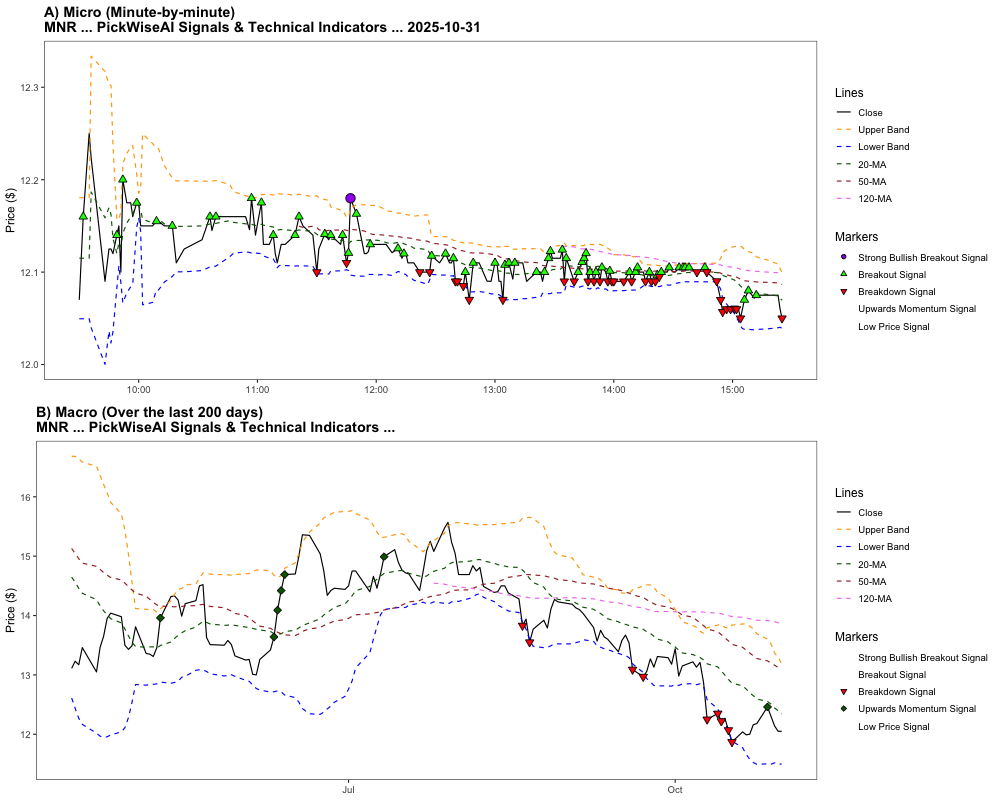 A) Micro (Minute-by-minute)
MNR ... PickWiseAI Signals & Technical Indicators ... 2025-10-31
Price ($)
12.3
12.2
12.1
12.0
10:00
11:00
12:00
13:00
14:00
15:00
Lines
Close
Upper Band
Lower Band
20-MA
50-MA
120-MA
Markers
Strong Bullish Breakout Signal
Breakout Signal
Breakdown Signal
Upwards Momentum Signal
Low Price Signal
B) Macro (Over the last 200 days)
MNR ... PickWiseAI Signals & Technical Indicators ...
Price ($)
16
15
14
13
12
Jul
Oct
Lines
Close
Upper Band
Lower Band
20-MA
50-MA
120-MA
Markers
Strong Bullish Breakout Signal
Breakout Signal
Breakdown Signal
Upwards Momentum Signal
Low Price Signal